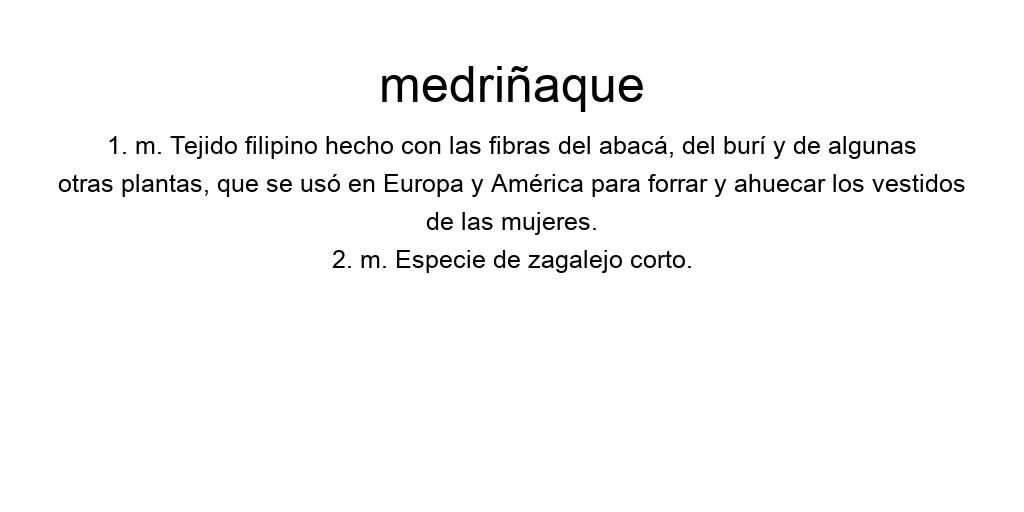 medriñaque
1. m. Tejido filipino hecho con las fibras del abacá, del burí y de algunas
otras plantas, que se usó en Europa y América para forrar y ahuecar los vestidos
de las mujeres.
2. m. Especie de zagalejo corto.